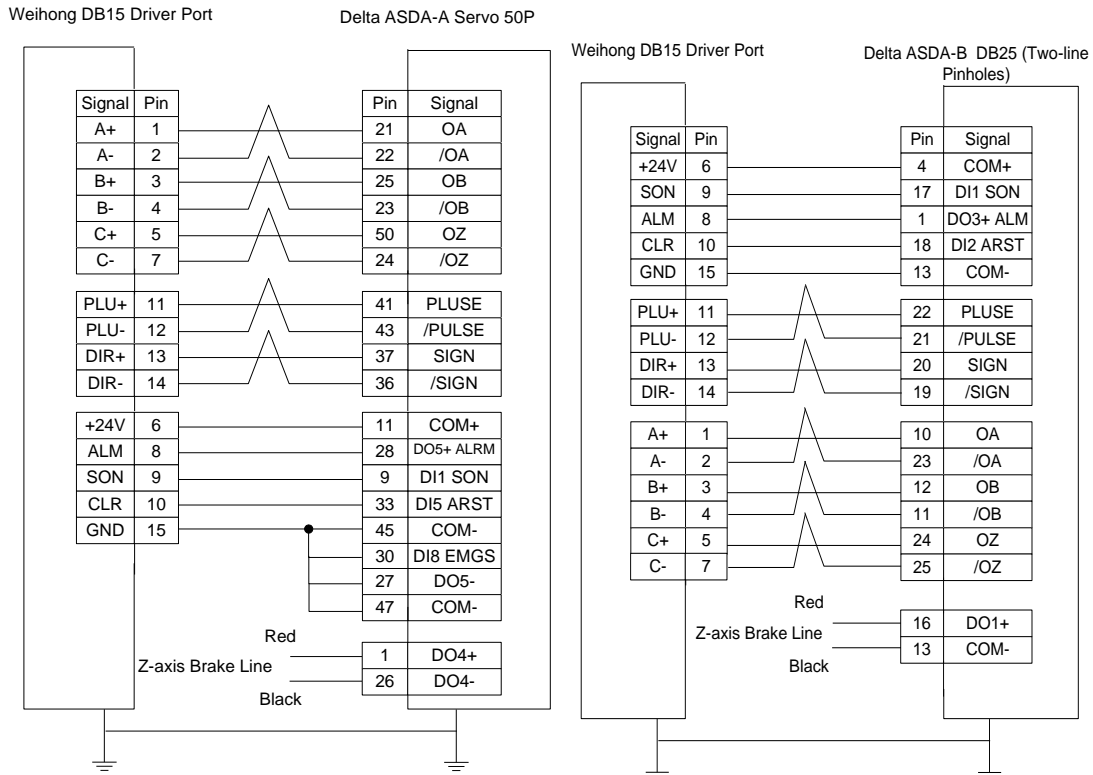 Weihong DB15 Driver Port
Delta ASDA-A Servo 50P
Signal Pin Pin Signal
A+ 1 21 OA
A- 2 22 /OA
B+ 3 25 OB
B- 4 23 /OB
C+ 5 50 OZ
C- 7 24 /OZ
PLU+ 11 41 PLUSE
PLU- 12 43 /PULSE
DIR+ 13 37 SIGN
DIR- 14 36 /SIGN
+24V 6 11 COM+
ALM 8 28 DO5+ ALRM
SON 9 9 DI1 SON
CLR 10 33 DI5 ARST
GND 15 45 COM-
30 DI8 EMGS
27 DO5-
47 COM-
Red
Z-axis Brake Line
Black
1 DO4+
26 DO4-
Weihong DB15 Driver Port
Delta ASDA-B DB25 (Two-line
Pinholes)
Signal Pin Pin Signal
+24V 6 4 COM+
SON 9 17 DI1 SON
ALM 8 1 DO3+ ALM
CLR 10 18 DI2 ARST
GND 15 13 COM-
PLU+ 11 22 PLUSE
PLU- 12 21 /PULSE
DIR+ 13 20 SIGN
DIR- 14 19 /SIGN
A+ 1 10 OA
A- 2 23 /OA
B+ 3 12 OB
B- 4 11 /OB
C+ 5 24 OZ
C- 7 25 /OZ
Red
Z-axis Brake Line
Black
16 DO1+
13 COM-